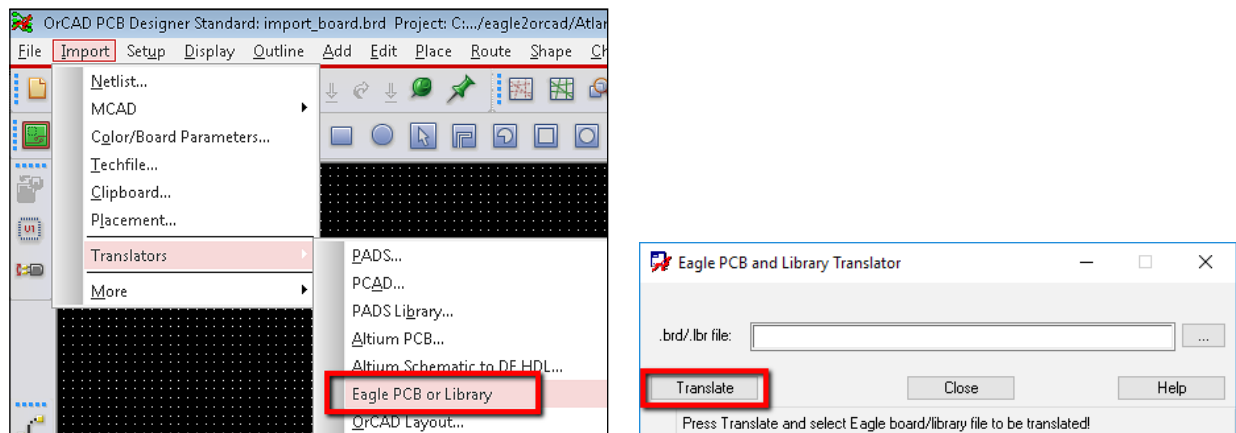 OrCAD PCB Designer Standard: import_board.brd Project: C:.../eagle2orcad/Atlar
File Import Setup Display Outline Add Edit Place Route Shape Ch
Netlist...
MCAD
Color/Board Parameters...
Techfile...
Clipboard...
Placement...
U1
Translators
More
PADS...
PCAD...
PADS Library...
Altium PCB...
Altium Schematic to DE HDL...
Eagle PCB or Library
OrCAD Layout...
Eagle PCB and Library Translator
.brd/.lbr file:
...
Translate Close Help
Press Translate and select Eagle board/library file to be translated!